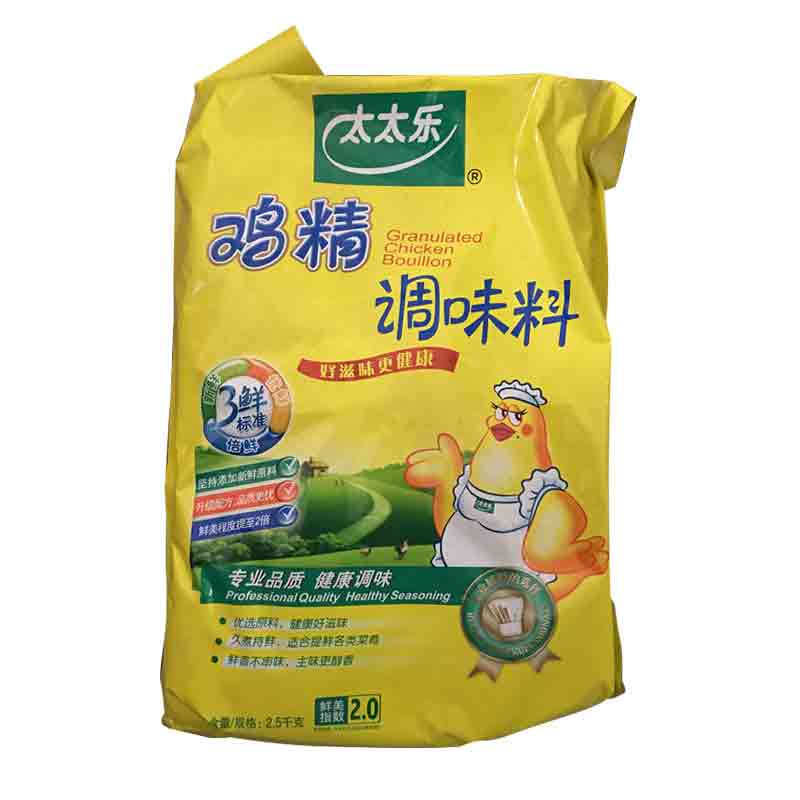 太太乐
®
鸡精
Granulated
Chicken
Bouillon
调味料
好滋味更健康
3鲜
标准
倍鲜
坚持添加新鲜原料
升级配方,品质更优
鲜美程度提至2倍
太太乐
专业品质 健康调味
Professional Quality Healthy Seasoning
优选原料,健康好滋味
久煮持鲜,适合提鲜各类菜肴
鲜香不串味,主味更醇香
含量/规格:2.5千克
鲜美
指数
2.0